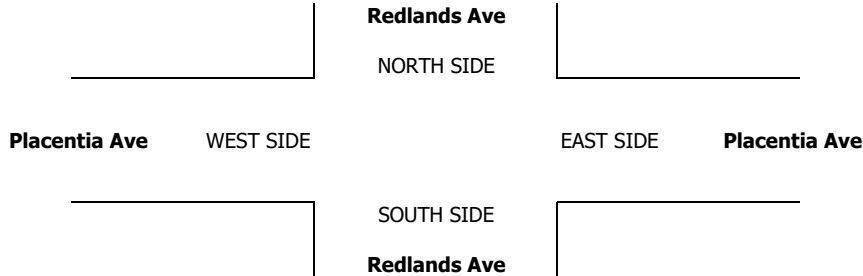 Redlands Ave
NORTH SIDE
Placentia Ave WEST SIDE EAST SIDE Placentia Ave
SOUTH SIDE
Redlands Ave